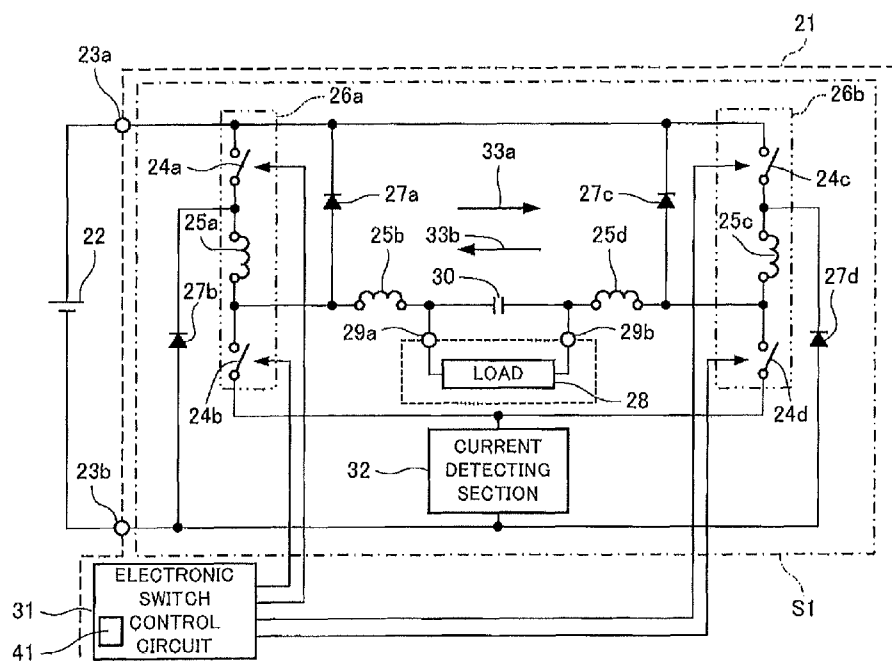 21
23a
26a
26b
24a
33a
24c
27a
27c
25a
25c
33b
25b
25d
22
30
27b
27d
29a
29b
LOAD
28
24b
24d
CURRENT
DETECTING
SECTION
32
23b
ELECTRONIC
SWITCH
CONTROL
CIRCUIT
31
41
S1